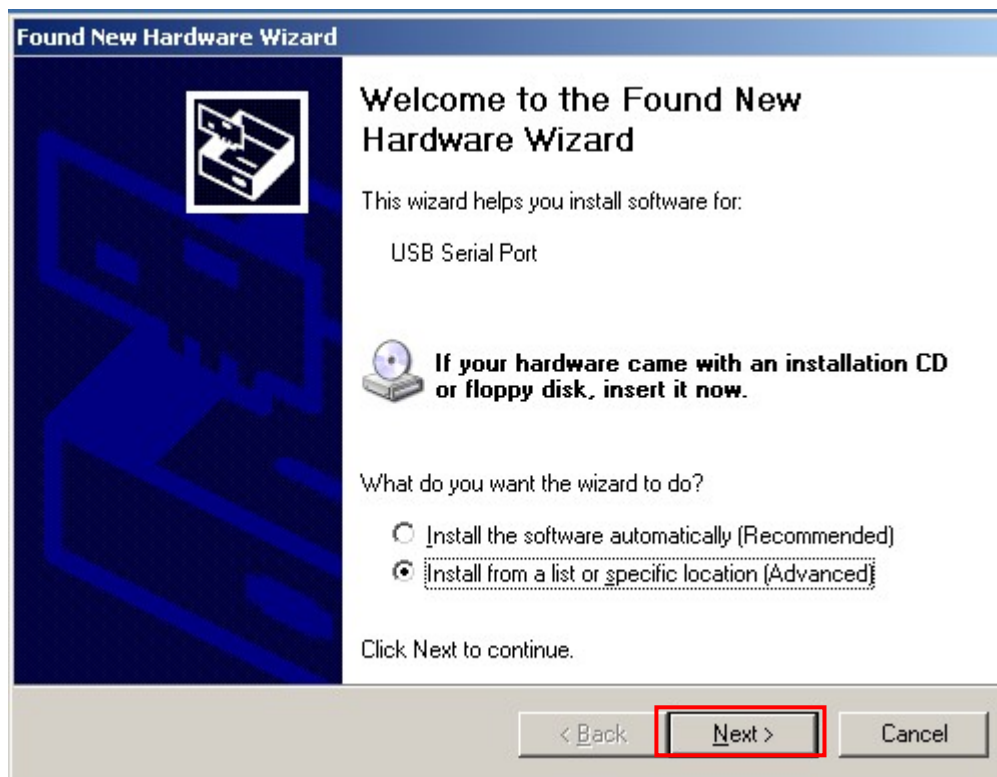 Found New Hardware Wizard
Welcome to the Found New
Hardware Wizard
This wizard helps you install software for:
USB Serial Port
If your hardware came with an installation CD
or floppy disk, insert it now.
What do you want the wizard to do?
Install the software automatically (Recommended)
Install from a list or specific location (Advanced)
Click Next to continue.
< Back Next > Cancel